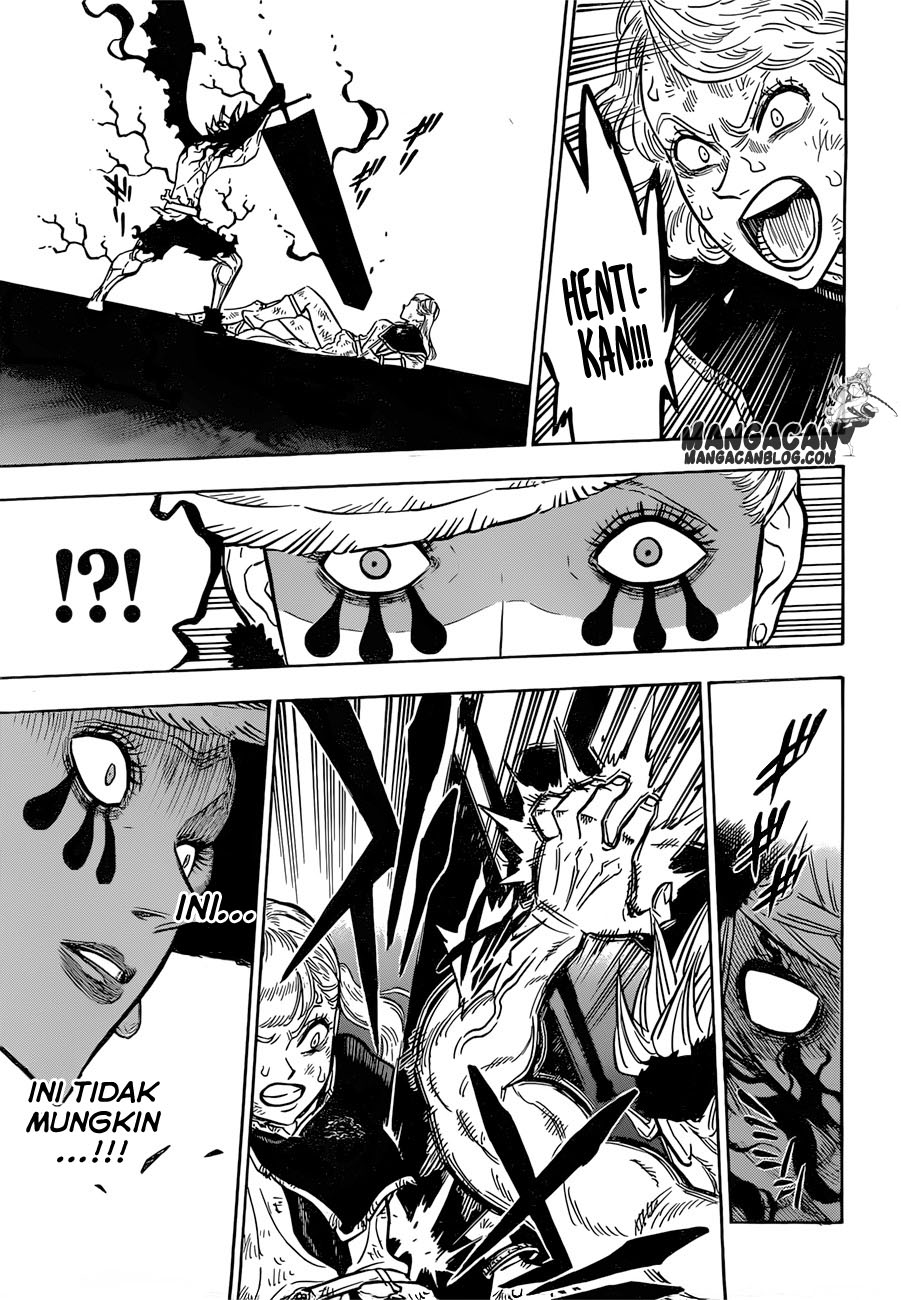 HENTI-
KAN!!!
MANGACAN
MANGACANBLOG.COM
!?!
INI...
INI TIDAK
MUNGKIN
...!!!